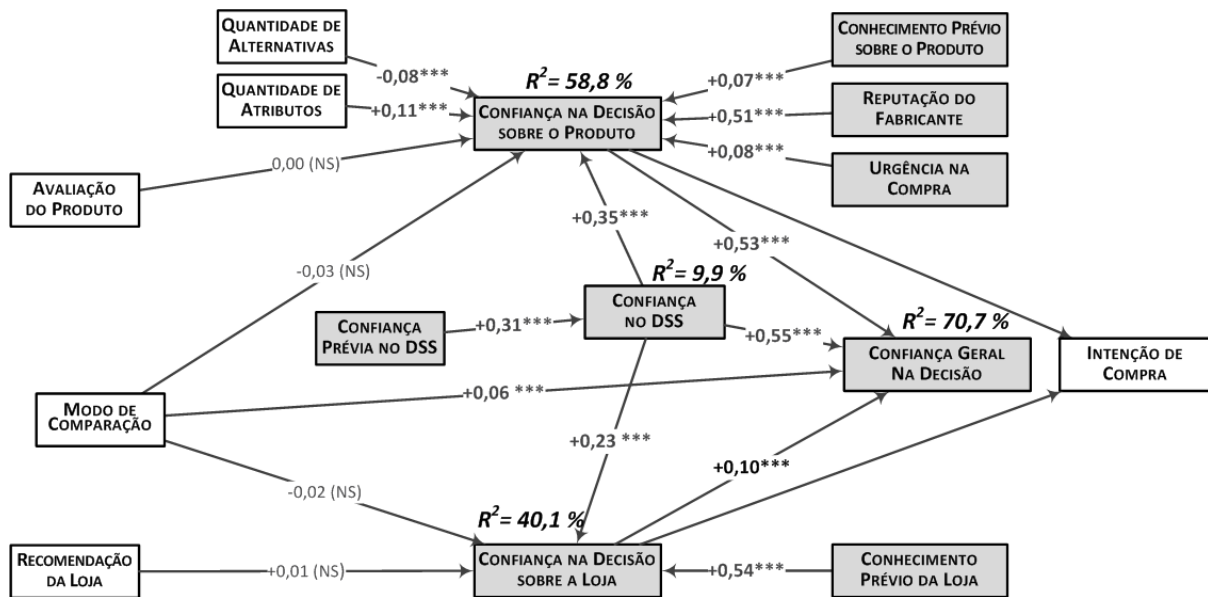 QUANTIDADE DE
ALTERNATIVAS
CONHECIMENTO PRÉVIO
SOBRE O PRODUTO
-0,08***
R²= 58,8 %
+0,07***
QUANTIDADE DE
ATRIBUTOS
+0,11***
CONFIANÇA NA DECISÃO
SOBRE O PRODUTO
+0,51***
REPUTAÇÃO DO
FABRICANTE
0,00 (NS)
+0,08***
URGÊNCIA NA
COMPRA
AVALIAÇÃO
DO PRODUTO
+0,35***
+0,53***
-0,03 (NS)
R²= 9,9 %
CONFIANÇA
PRÉVIA NO DSS
+0,31***
CONFIANÇA
NO DSS
+0,55***
R²= 70,7 %
CONFIANÇA GERAL
NA DECISÃO
INTENÇÃO DE
COMPRA
MODO DE
COMPARAÇÃO
+0,06 ***
+0,23 ***
+0,10***
-0,02 (NS)
R²= 40,1 %
RECOMENDAÇÃO
DA LOJA
+0,01 (NS)
CONFIANÇA NA DECISÃO
SOBRE A LOJA
+0,54***
CONHECIMENTO
PRÉVIO DA LOJA